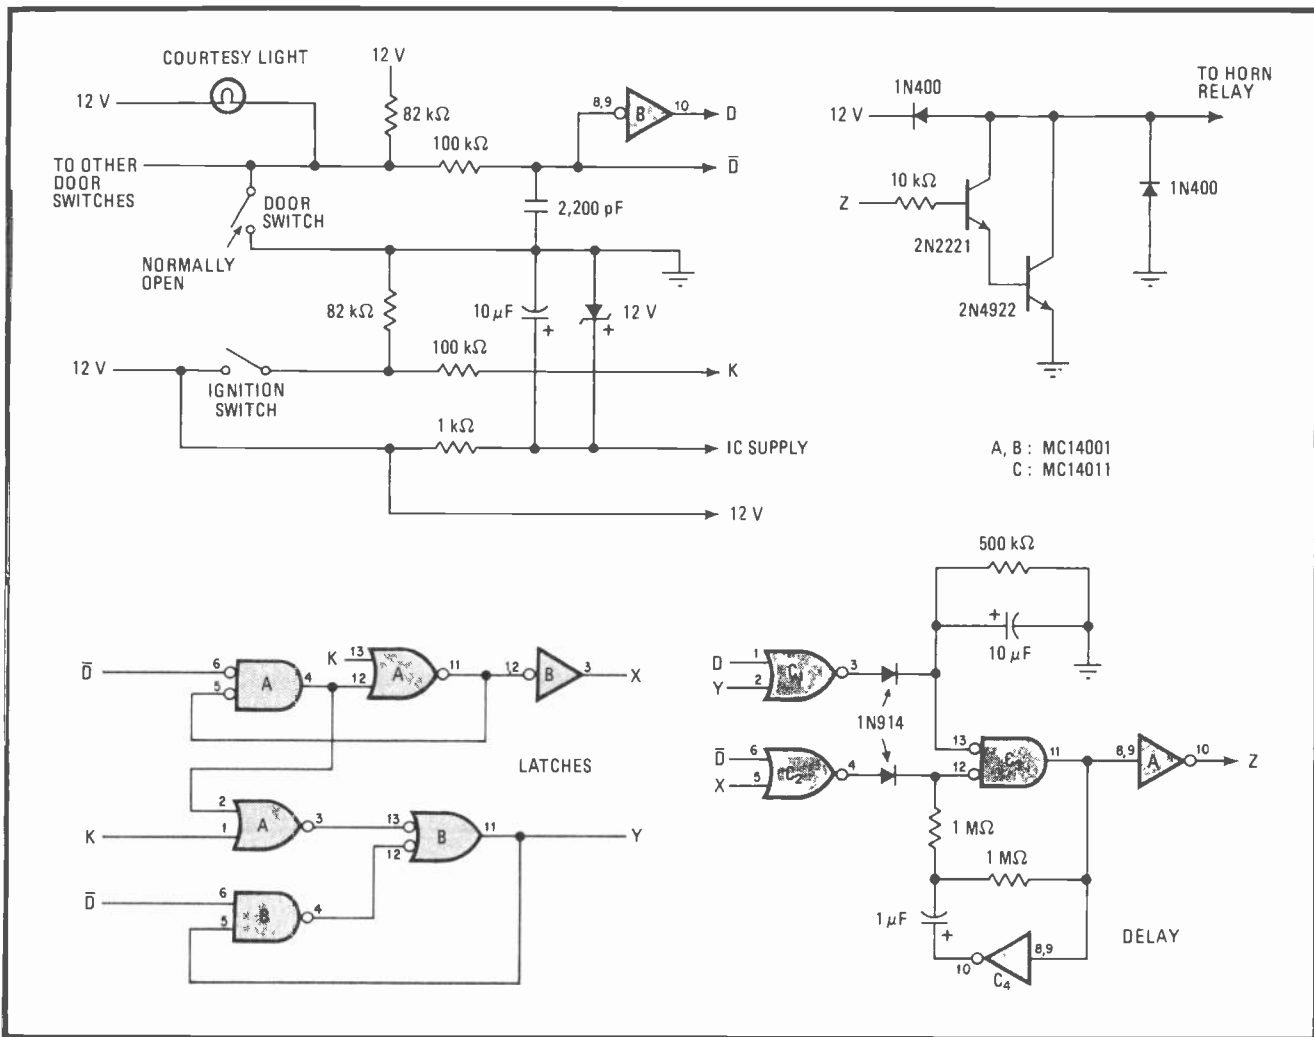 COURTESY LIGHT
12 V
12 V
82 kΩ
8,9
B
10
D
100 kΩ
D̅
TO OTHER
DOOR
SWITCHES
DOOR
SWITCH
2,200 pF
NORMALLY
OPEN
82 kΩ
10 μF
+
12 V
+
12 V
100 kΩ
K
IGNITION
SWITCH
1 kΩ
IC SUPPLY
12 V
1N400
TO HORN
RELAY
12 V
10 kΩ
Z
1N400
2N2221
2N4922
A, B : MC14001
C : MC14011
D̅
6
5
A
4
K
13
12
A
11
1,2
B
3
X
LATCHES
2
K
1
A
3
13
12
B
11
Y
D̅
6
5
B
4
500 kΩ
+
10 μF
D
1
Y
2
3
1N914
D̅
6
X
5
C2
4
13
12
11
8,9
A
10
Z
1 MΩ
1 MΩ
1 μF
+
10
8,9
C4
DELAY